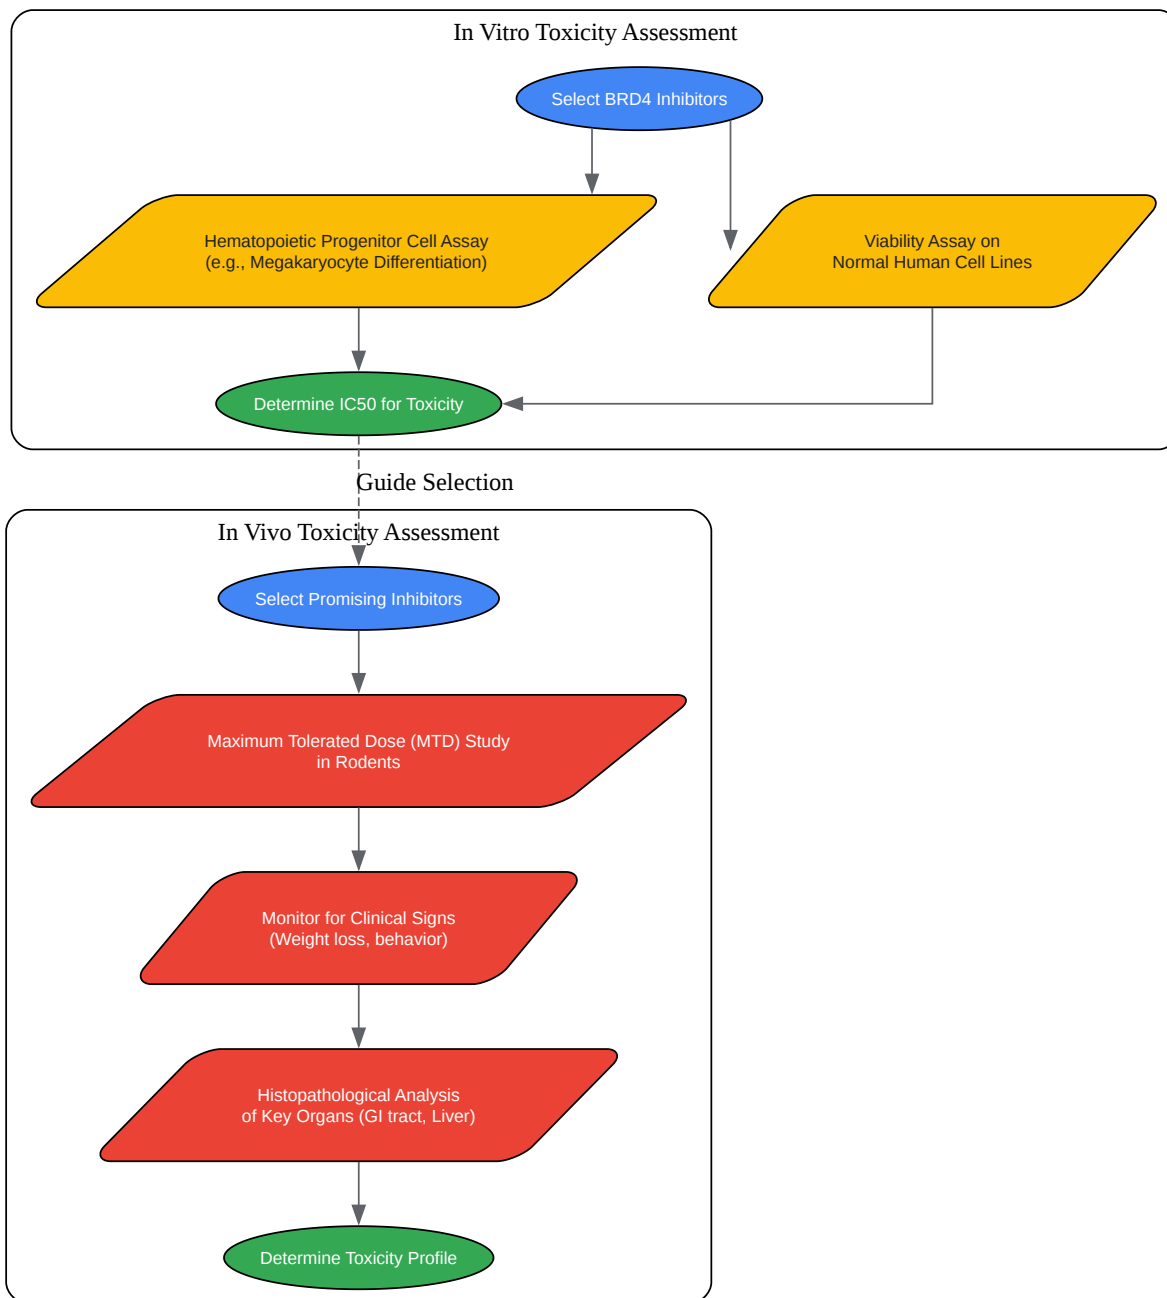 In Vitro Toxicity Assessment
Select BRD4 Inhibitors
Hematopoietic Progenitor Cell Assay
(e.g., Megakaryocyte Differentiation)
Viability Assay on
Normal Human Cell Lines
Determine IC50 for Toxicity
Guide Selection
In Vivo Toxicity Assessment
Select Promising Inhibitors
Maximum Tolerated Dose (MTD) Study
in Rodents
Monitor for Clinical Signs
(Weight loss, behavior)
Histopathological Analysis
of Key Organs (GI tract, Liver)
Determine Toxicity Profile